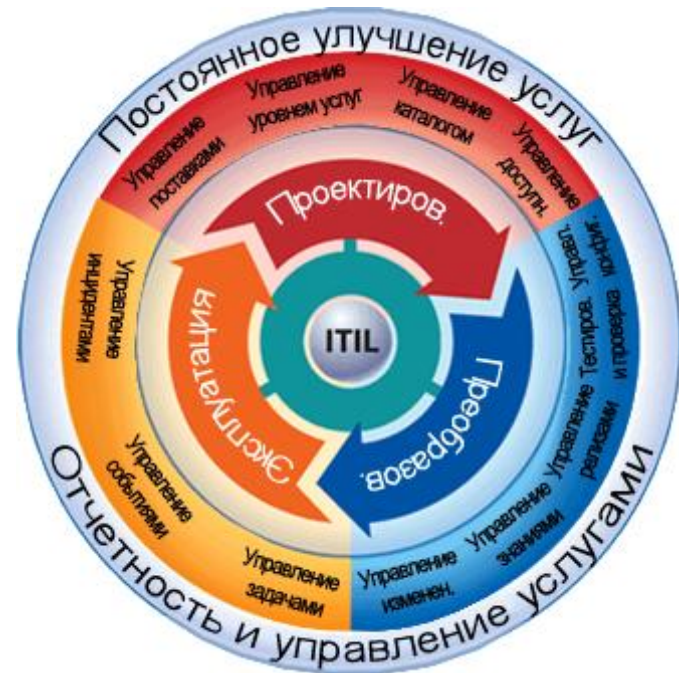 Постоянное улучшение услуг
Управление
поставками
Управление
уровнем услуг
Управление
каталогом
Управление
доступн.
Управл.
конфиг.
Тестиров.
и проверка
Управление
релизами
Управление
знаниями
Управление
изменен.
Управление
задачами
Управление
событиями
Управление
инцидентами
Проектиров.
Преобразов.
Эксплуатация
ITIL
Отчетность и управление услугами